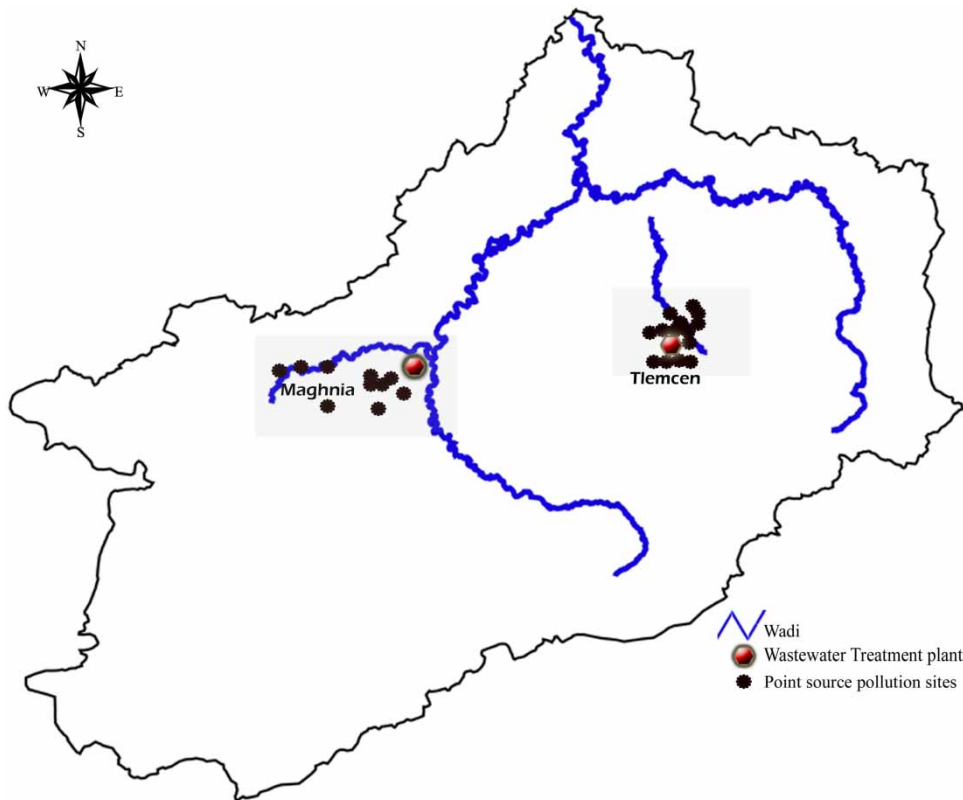 N
W E
S
Maghnia
Tlemcen
Wadi
Wastewater Treatment plant
Point source pollution sites